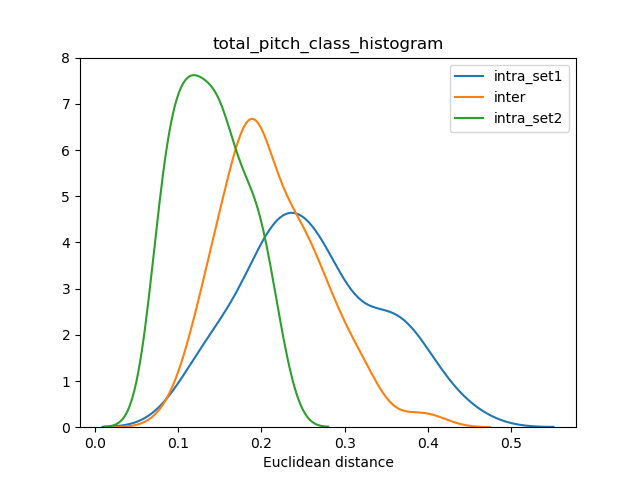 total_pitch_class_histogram
8
7
6
5
4
3
2
1
0
intra_set1
inter
intra_set2
0.0 0.1 0.2 0.3 0.4 0.5
Euclidean distance